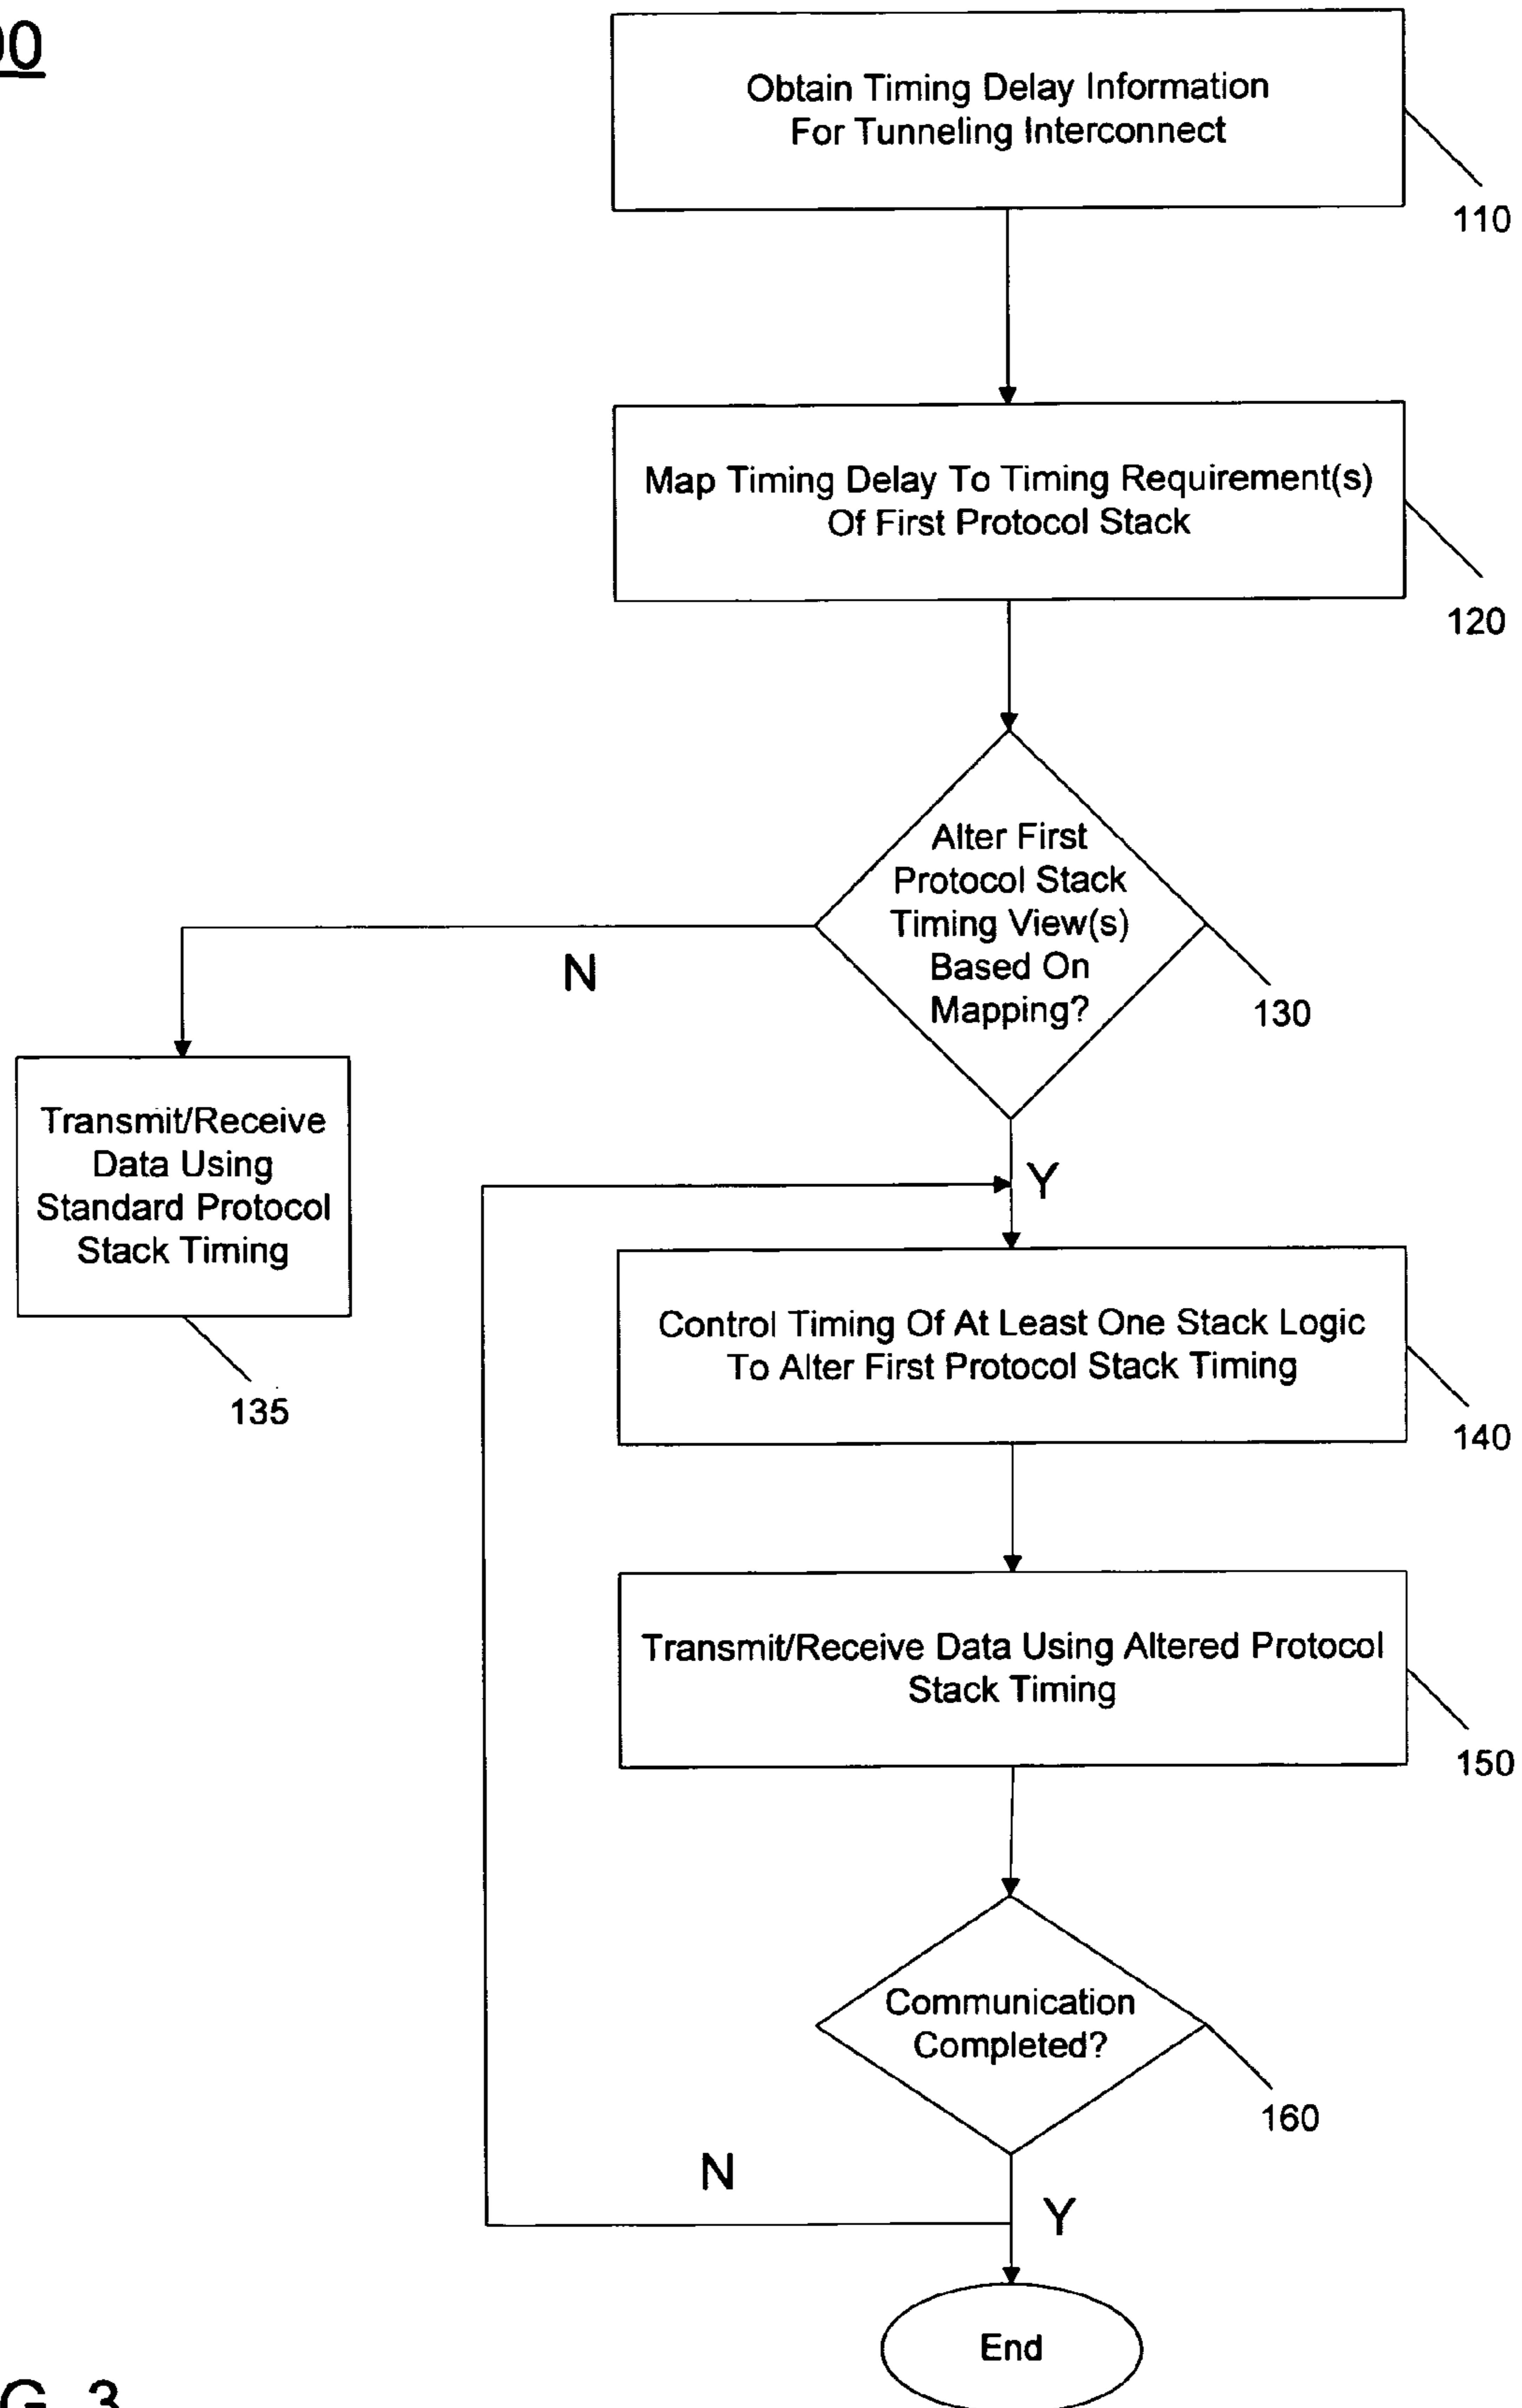 00
Obtain Timing Delay Information
For Tunneling Interconnect
110
Map Timing Delay To Timing Requirement(s)
Of First Protocol Stack
120
Alter First
Protocol Stack
Timing View(s)
Based On
Mapping?
130
N
Transmit/Receive
Data Using
Standard Protocol
Stack Timing
135
Y
Control Timing Of At Least One Stack Logic
To Alter First Protocol Stack Timing
140
Transmit/Receive Data Using Altered Protocol
Stack Timing
150
Communication
Completed?
160
N
Y
End
G. 3